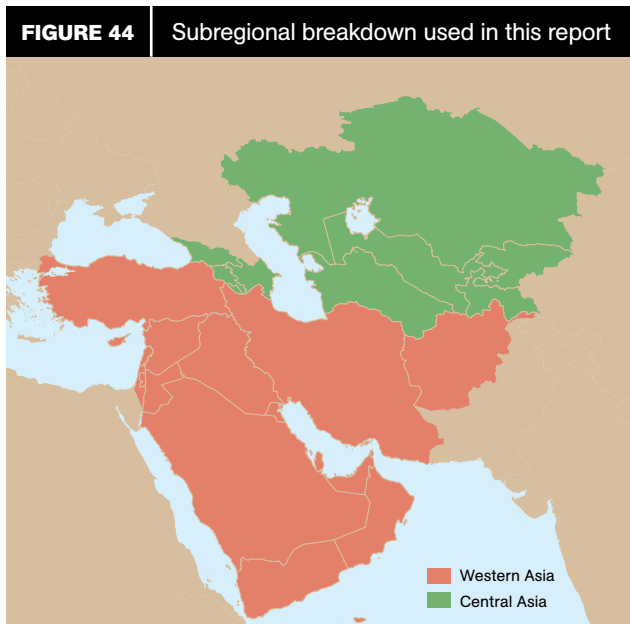 FIGURE 44 Subregional breakdown used in this report
Western Asia
Central Asia